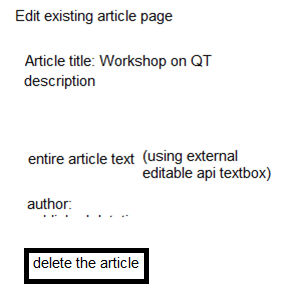 Edit existing article page
Article title: Workshop on QT
description
entire article text (using external
editable api textbox)
author:
delete the article